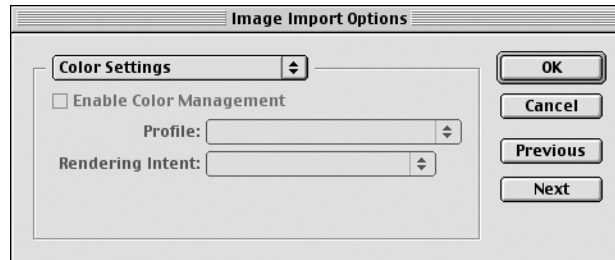 Image Import Options
Color Settings
OK
Enable Color Management
Cancel
Profile:
Previous
Rendering Intent:
Next